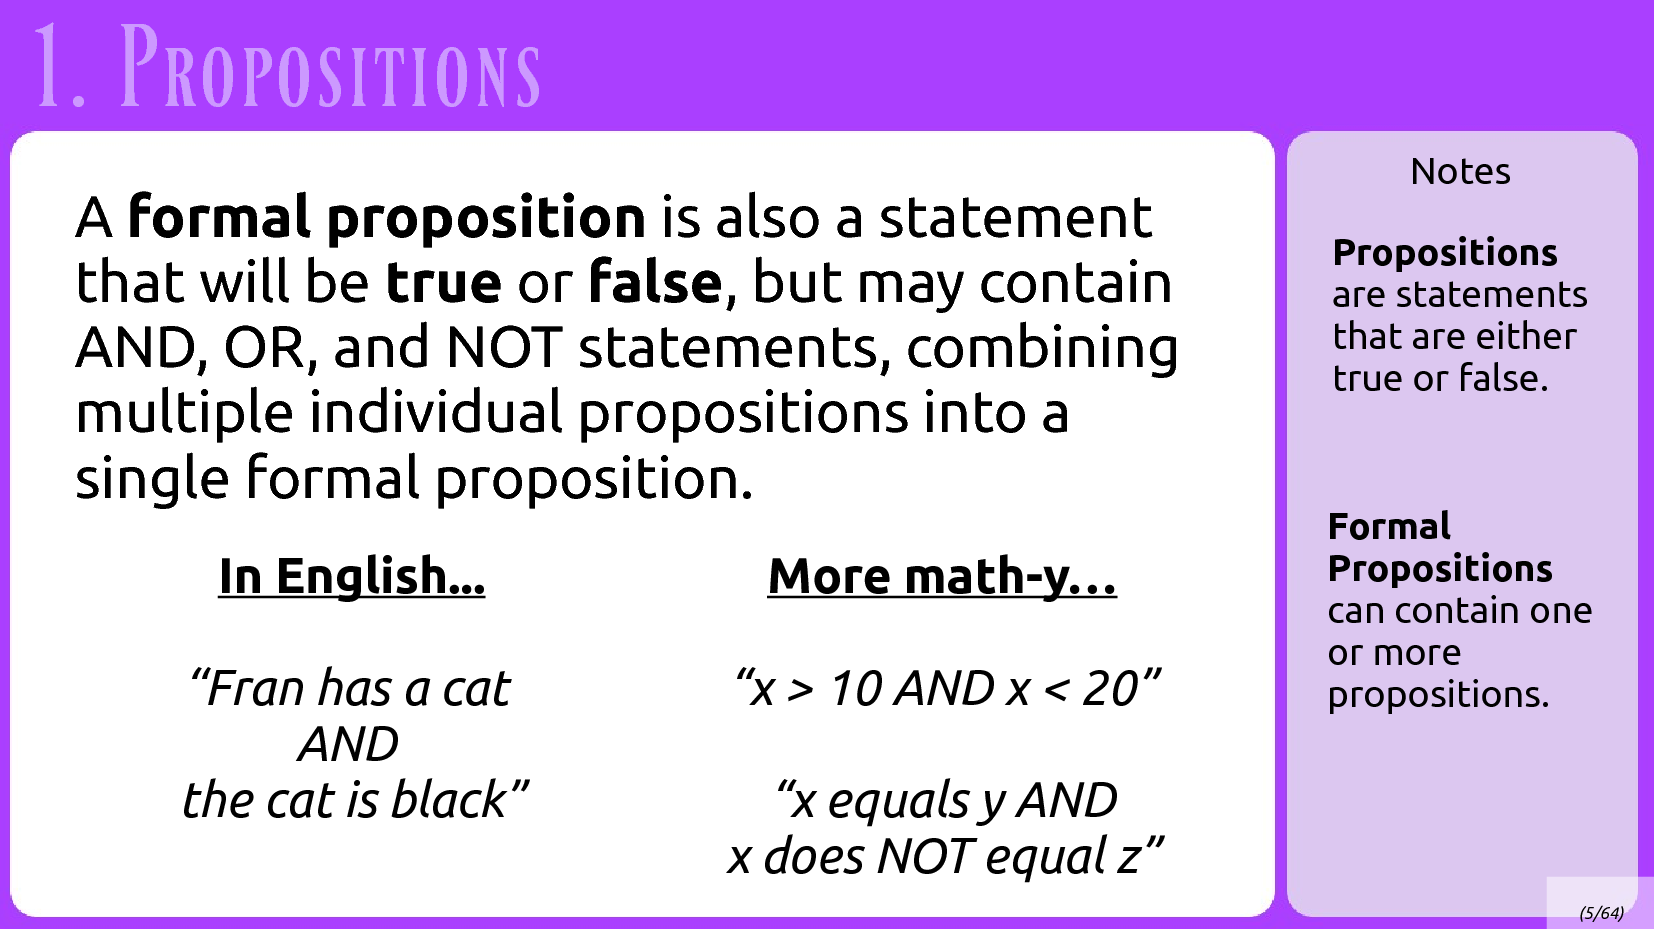 1. Propositions
A formal proposition is also a statement
that will be true or false, but may contain
AND, OR, and NOT statements, combining
multiple individual propositions into a
single formal proposition.
In English...
“Fran has a cat
AND
the cat is black”
More math-y…
“x > 10 AND x < 20”
“x equals y AND
x does NOT equal z”
Notes
Propositions
are statements
that are either
true or false.
Formal
Propositions
can contain one
or more
propositions.
(5/64)